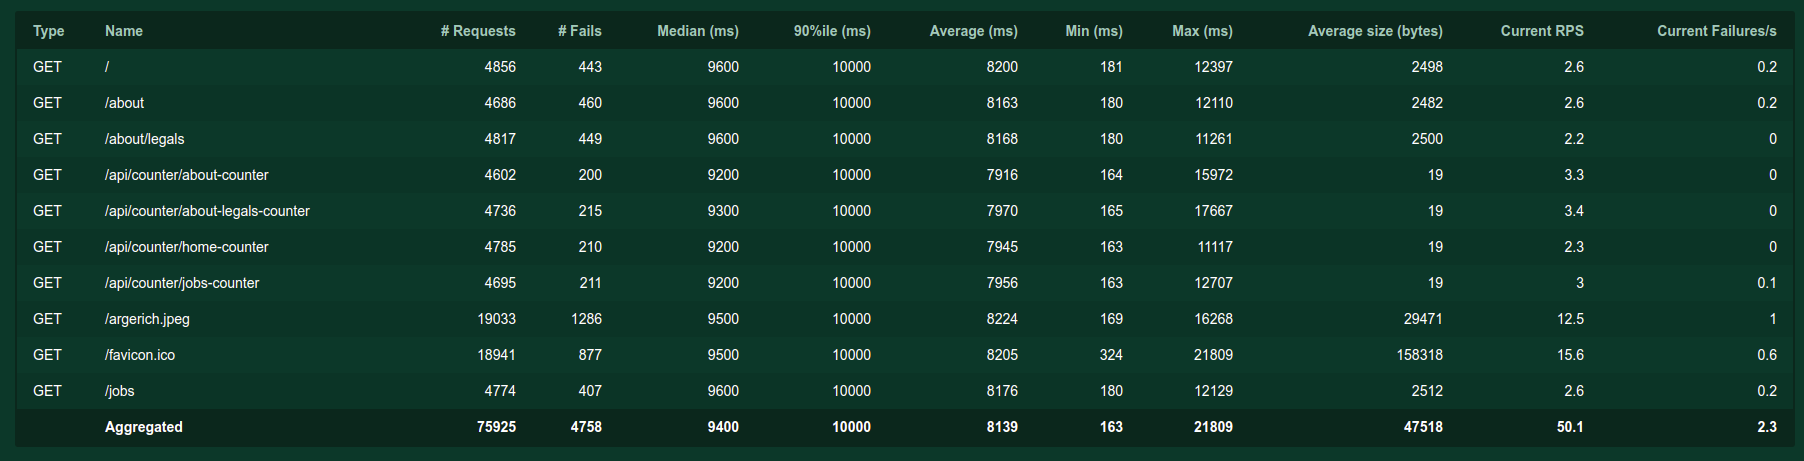 Type Name # Requests # Fails Median (ms) 90%ile (ms) Average (ms) Min (ms) Max (ms) Average size (bytes) Current RPS Current Failures/s
GET / 4856 443 9600 10000 8200 181 12397 2498 2.6 0.2
GET /about 4686 460 9600 10000 8163 180 12110 2482 2.6 0.2
GET /about/legals 4817 449 9600 10000 8168 180 11261 2500 2.2 0
GET /api/counter/about-counter 4602 200 9200 10000 7916 164 15972 19 3.3 0
GET /api/counter/about-legals-counter 4736 215 9300 10000 7970 165 17667 19 3.4 0
GET /api/counter/home-counter 4785 210 9200 10000 7945 163 11117 19 2.3 0
GET /api/counter/jobs-counter 4695 211 9200 10000 7956 163 12707 19 3 0.1
GET /argerich.jpeg 19033 1286 9500 10000 8224 169 16268 29471 12.5 1
GET /favicon.ico 18941 877 9500 10000 8205 324 21809 158318 15.6 0.6
GET /jobs 4774 407 9600 10000 8176 180 12129 2512 2.6 0.2
Aggregated 75925 4758 9400 10000 8139 163 21809 47518 50.1 2.3